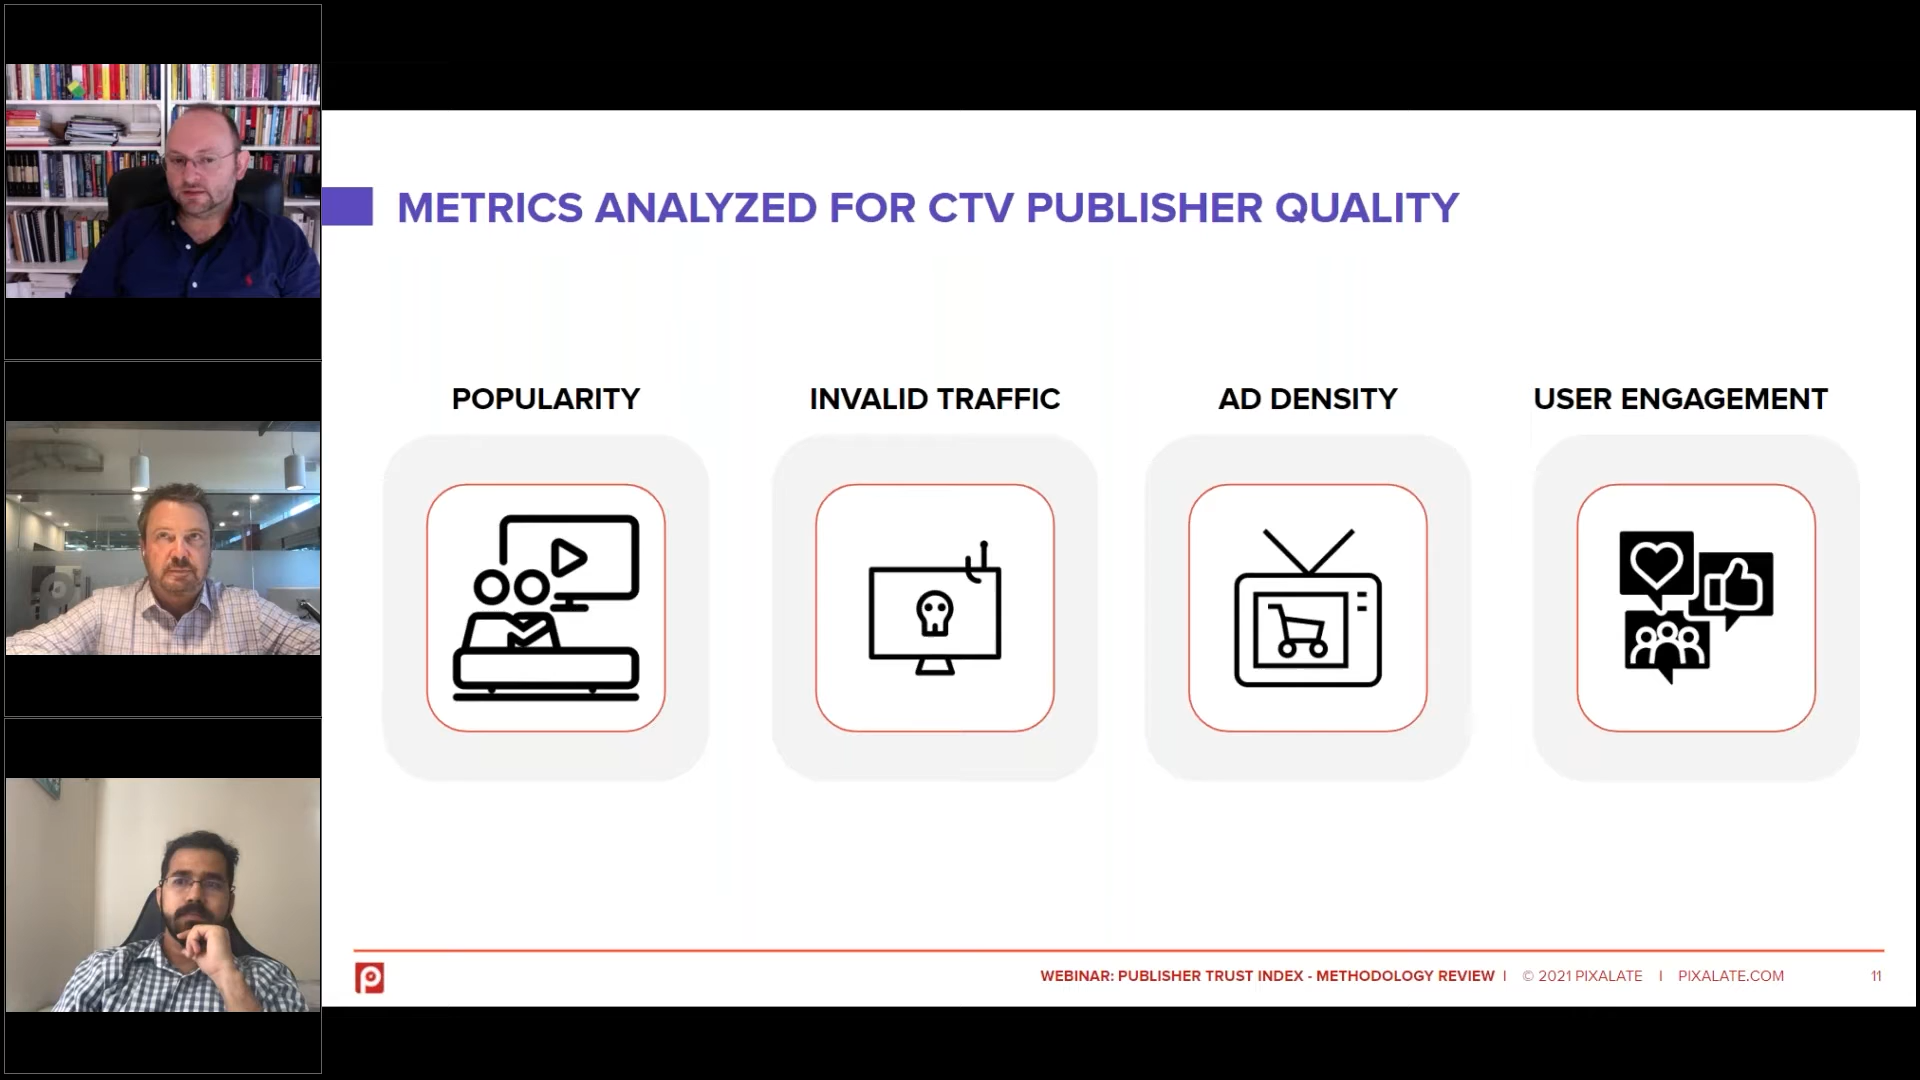 METRICS ANALYZED FOR CTV PUBLISHER QUALITY
POPULARITY
INVALID TRAFFIC
AD DENSITY
USER ENGAGEMENT
WEBINAR: PUBLISHER TRUST INDEX - METHODOLOGY REVIEW I © 2021 PIXALATE I PIXALATE.COM 11